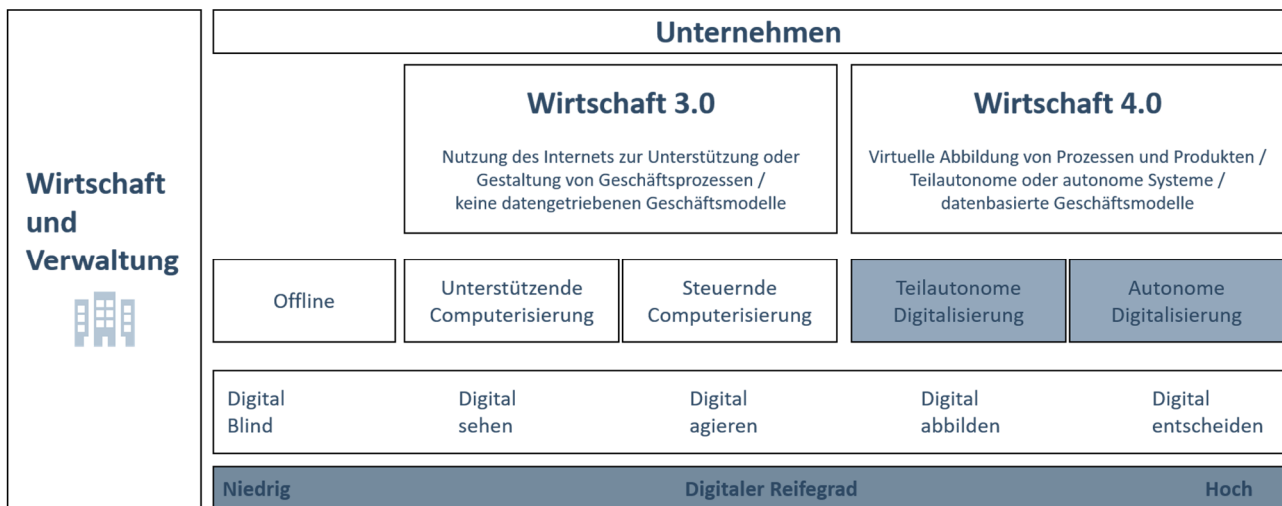 Wirtschaft
und
Verwaltung
Unternehmen
Wirtschaft 3.0
Nutzung des Internets zur Unterstützung oder
Gestaltung von Geschäftsprozessen /
keine datengetriebenen Geschäftsmodelle
Wirtschaft 4.0
Virtuelle Abbildung von Prozessen und Produkten /
Teilautonome oder autonome Systeme /
datenbasierte Geschäftsmodelle
Offline
Unterstützende
Computerisierung
Steuernde
Computerisierung
Teilautonome
Digitalisierung
Autonome
Digitalisierung
Digital
Blind
Digital
sehen
Digital
agieren
Digital
abbilden
Digital
entscheiden
Niedrig
Digitaler Reifegrad
Hoch